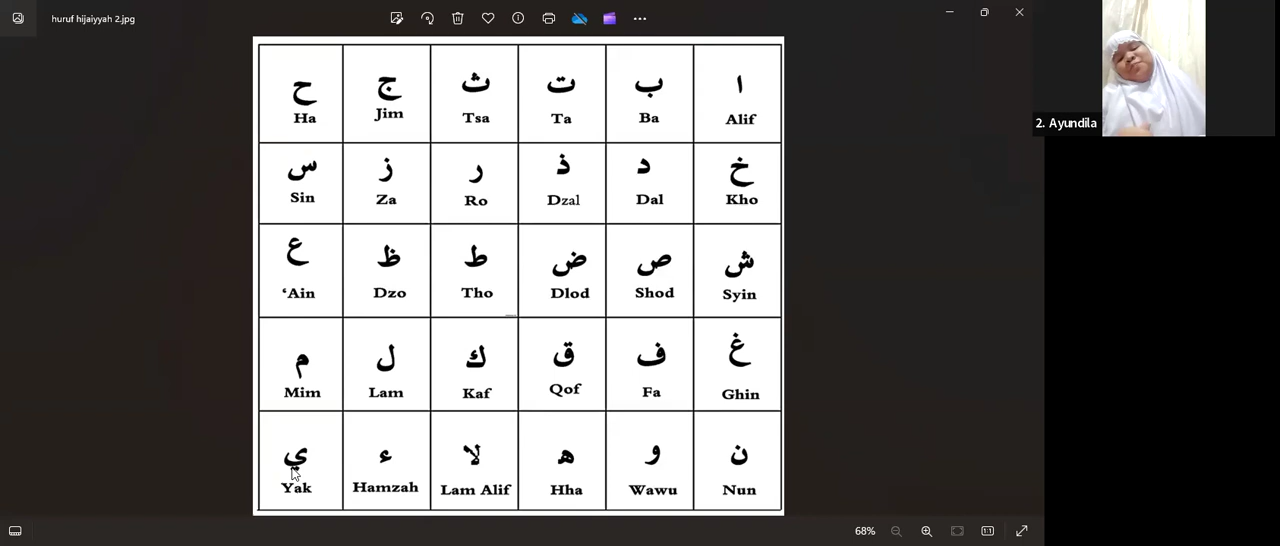 huruf hijaiyyah 2.jpg
2. Ayundila
ح ج ث ت ب ا
Ha Jim Tsa Ta Ba Alif
س ز ر ذ د خ
Sin Za Ro Dzal Dal Kho
ع ظ ط ض ص ش
‘Ain Dzo Tho Dlod Shod Syin
م ل ك ق ف غ
Mim Lam Kaf Qof Fa Ghin
ي ء لا ه و ن
Yak Hamzah Lam Alif Hha Wawu Nun
68%